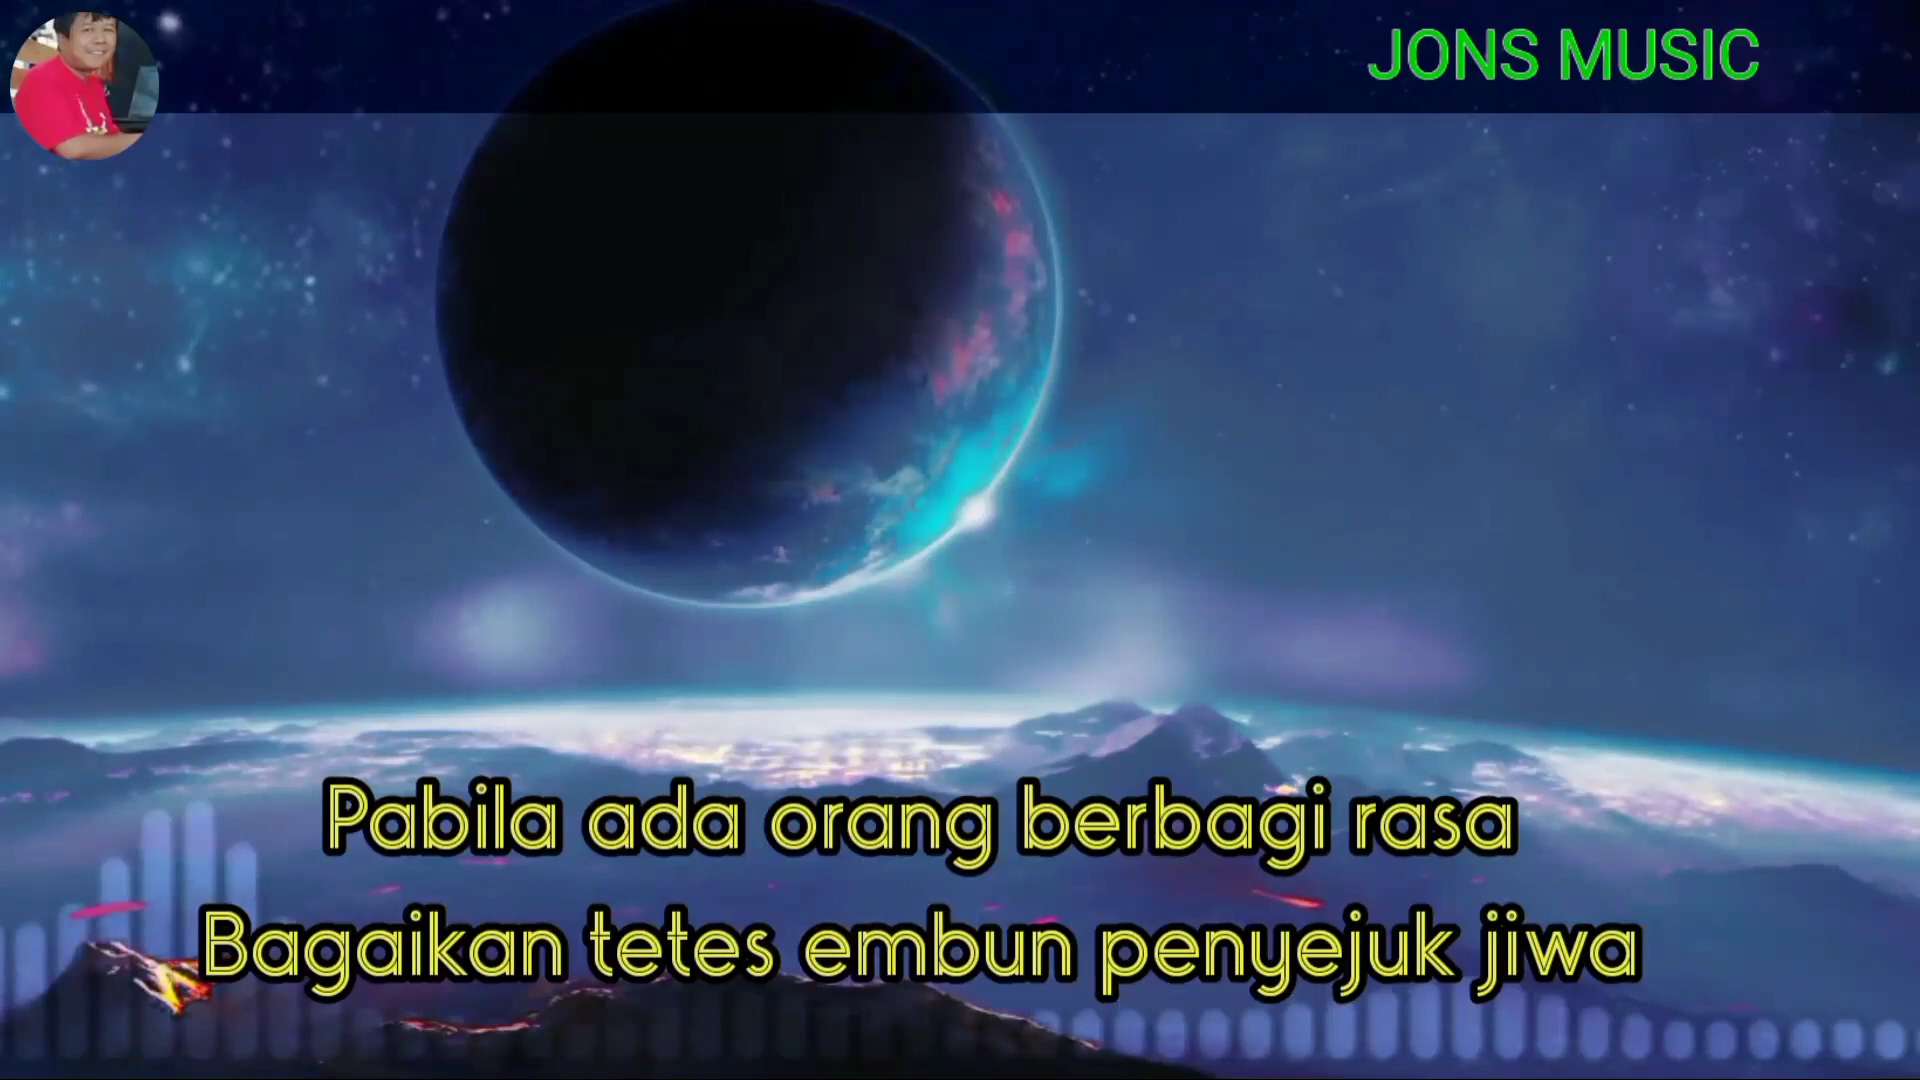 JONS MUSIC
Pabila ada orang berbagi rasa
Bagaikan tetes embun penyejuk jiwa